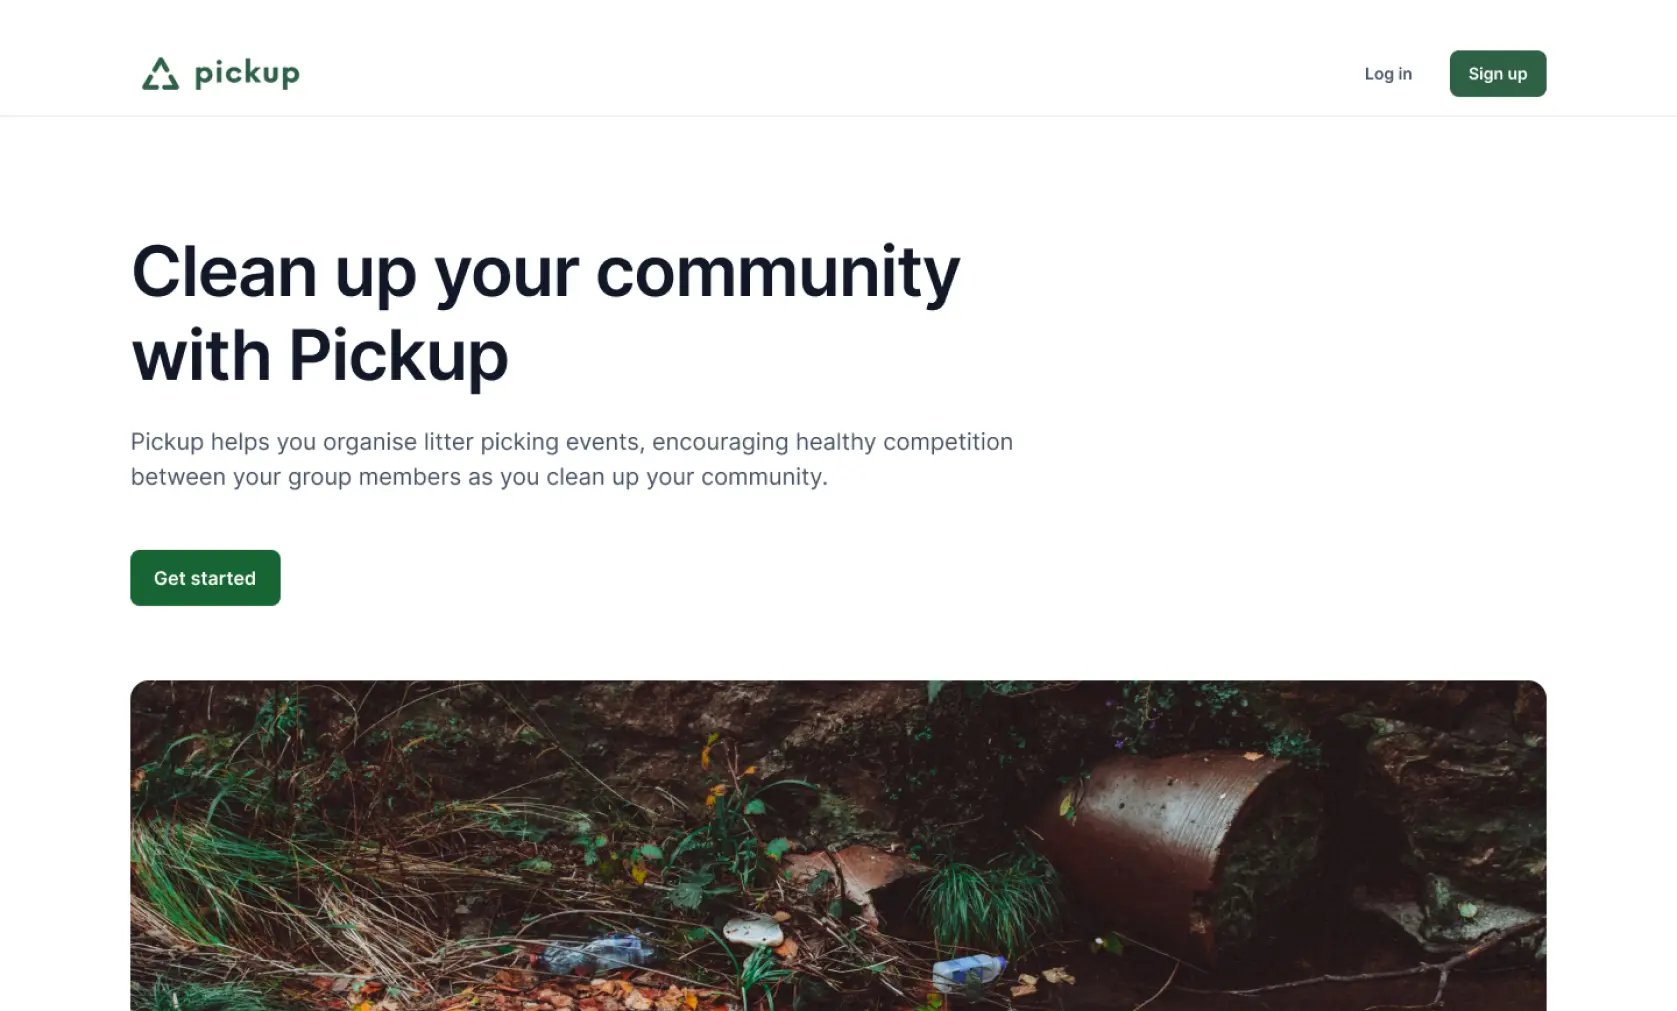 pickup
Log in
Sign up
Clean up your community
with Pickup
Pickup helps you organise litter picking events, encouraging healthy competition
between your group members as you clean up your community.
Get started